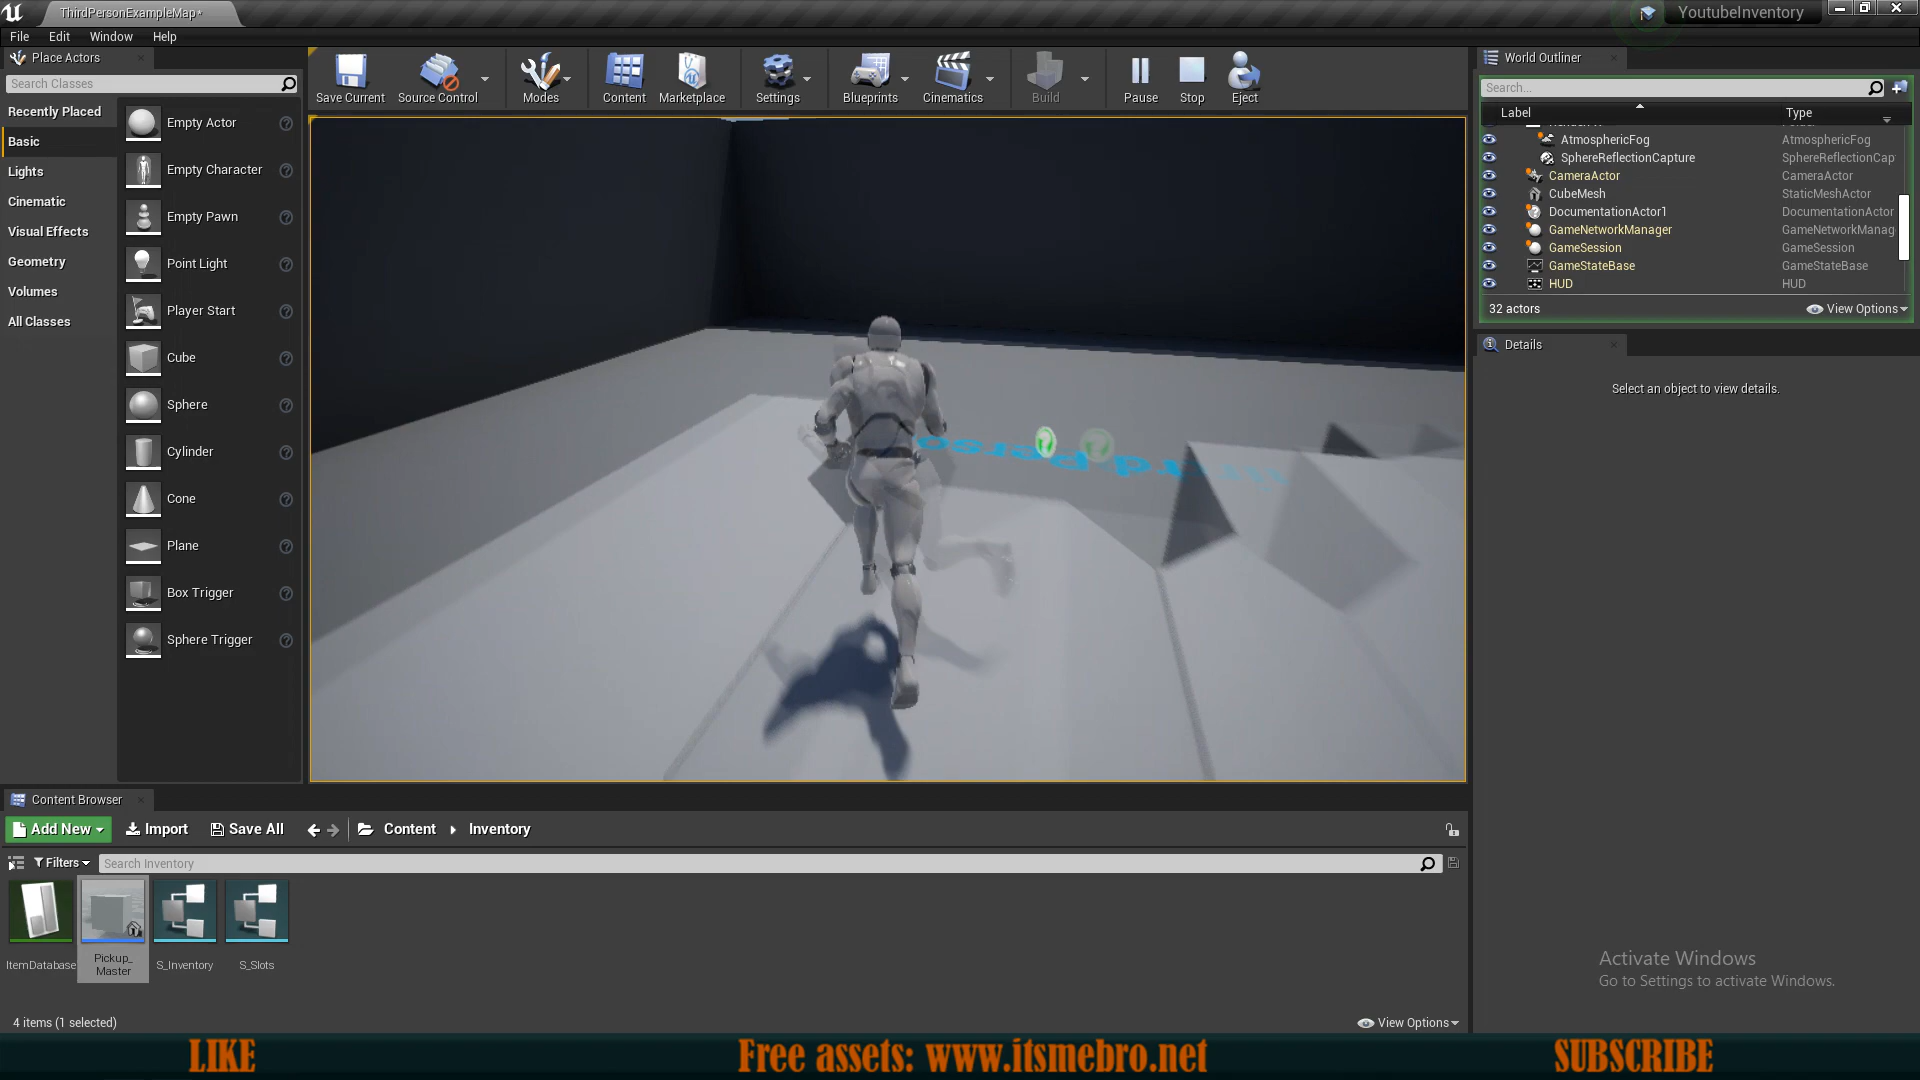 ThirdPersonExampleMap*
YoutubeInventory
File
Edit
Window
Help
Place Actors
Search Classes
Recently Placed
Basic
Lights
Cinematic
Visual Effects
Geometry
Volumes
All Classes
Empty Actor
Empty Character
Empty Pawn
Point Light
Player Start
Cube
Sphere
Cylinder
Cone
Plane
Box Trigger
Sphere Trigger
Save Current
Source Control
Modes
Content
Marketplace
Settings
Blueprints
Cinematics
Build
Pause
Stop
Eject
World Outliner
Search...
Label
Type
AtmosphericFog
AtmosphericFog
SphereReflectionCapture
SphereReflectionCap
CameraActor
CameraActor
CubeMesh
StaticMeshActor
DocumentationActor1
DocumentationActor
GameNetworkManager
GameNetworkManag
GameSession
GameSession
GameStateBase
GameStateBase
HUD
HUD
32 actors
View Options
Details
Select an object to view details.
Content Browser
Add New
Import
Save All
Content
Inventory
Filters
Search Inventory
ItemDatabase
Pickup_
Master
S_Inventory
S_Slots
4 items (1 selected)
View Options
Activate Windows
Go to Settings to activate Windows.
LIKE
Free assets: www.itsmebro.net
SUBSCRIBE